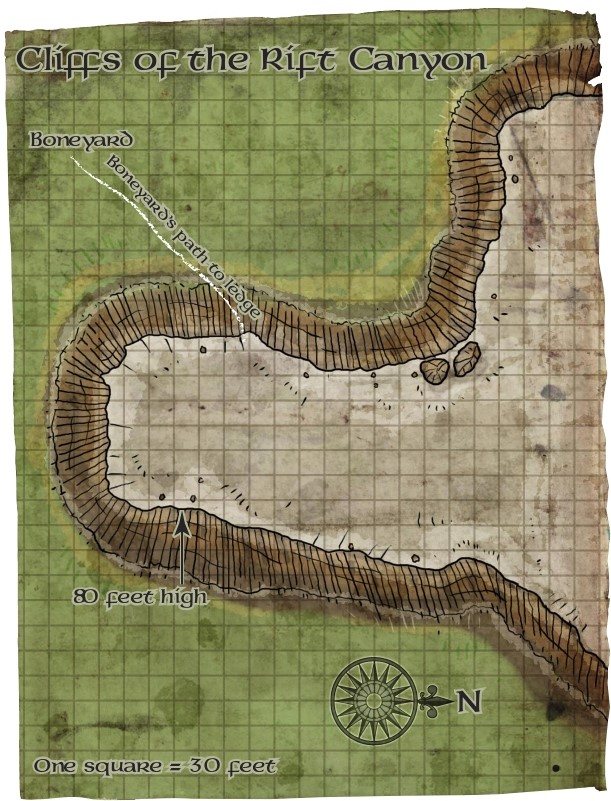 Cliffs of the Rift Canyon
Boneyard
Boneyard's path to ledge
80 feet high
N
One square = 30 feet